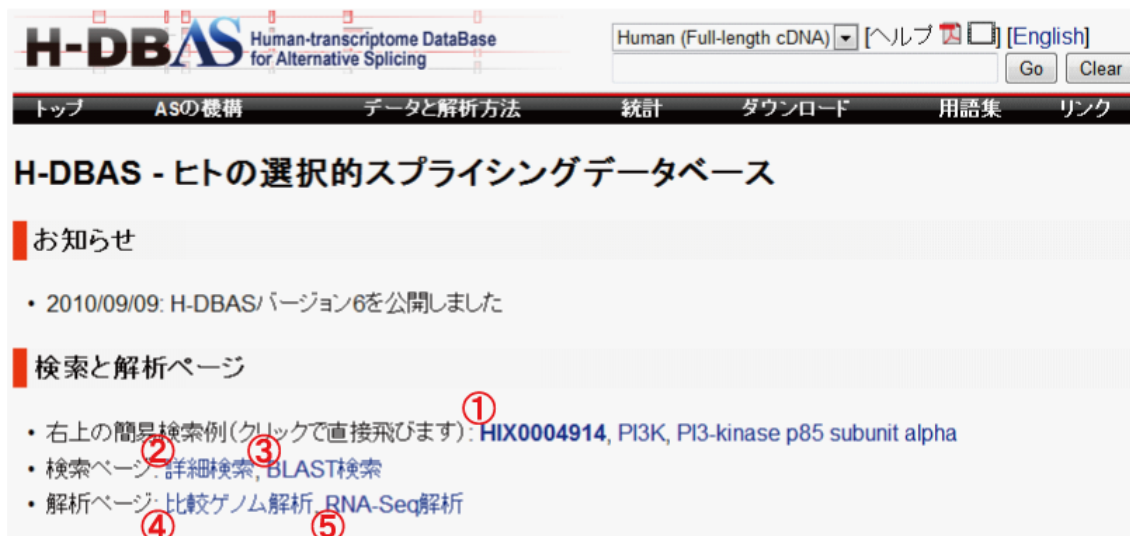 H-DBAS Human-transcriptome DataBase for Alternative Splicing
Human (Full-length cDNA) [ヘルプ] [English]
Go Clear
トップ ASの機構 データと解析方法 統計 ダウンロード 用語集 リンク
H-DBAS - ヒトの選択的スプライシングデータベース
お知らせ
• 2010/09/09: H-DBASバージョン6を公開しました
検索と解析ページ
①
• 右上の簡易検索例(クリックで直接飛びます): HIX0004914, PI3K, PI3-kinase p85 subunit alpha
② ③
• 検索ページ: 詳細検索, BLAST検索
• 解析ページ: 比較ゲノム解析, RNA-Seq解析
④ ⑤